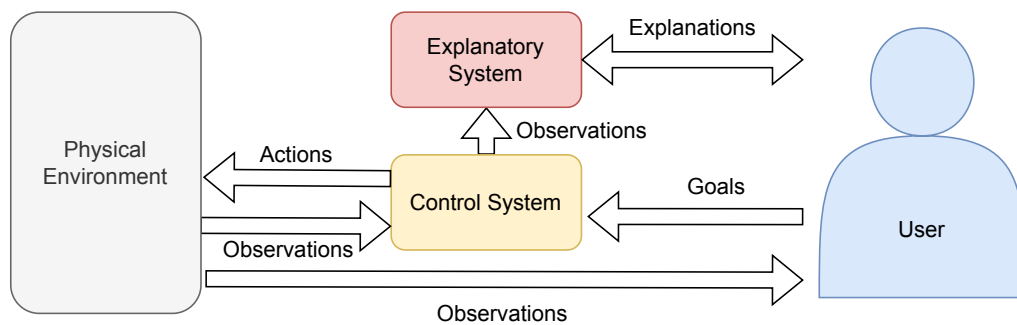 Explanatory
System
Explanations
Observations
Physical
Environment
Actions
Control System
Goals
User
Observations
Observations